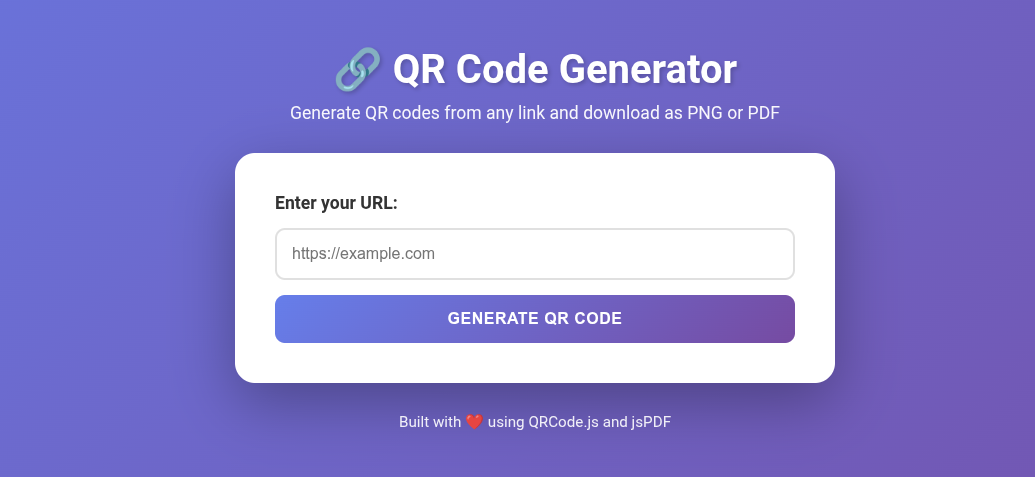 🔗 QR Code Generator
Generate QR codes from any link and download as PNG or PDF
Enter your URL:
https://example.com
GENERATE QR CODE
Built with ❤️ using QRCode.js and jsPDF